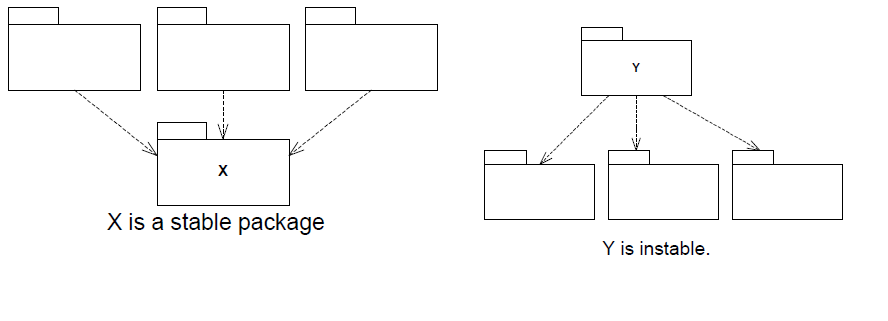 Y
X
X is a stable package
Y is instable.